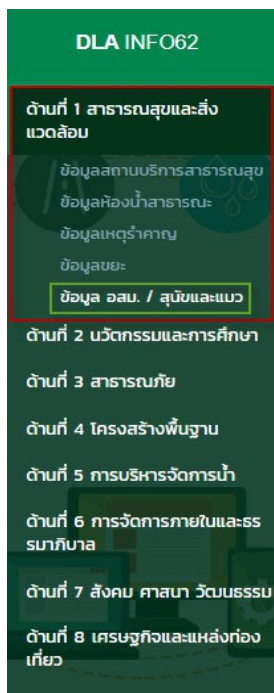 DLA INFO62
ด้านที่ 1 สาธารณสุขและสิ่ง
แวดล้อม
ข้อมูลสถานบริการสาธารณสุข
ข้อมูลห้องน้ำสาธารณะ
ข้อมูลเหตุรำคาญ
ข้อมูลขยะ
ข้อมูล อสม. / สุนัขและแมว
ด้านที่ 2 นวัตกรรมและการศึกษา
ด้านที่ 3 สาธารณภัย
ด้านที่ 4 โครงสร้างพื้นฐาน
ด้านที่ 5 การบริหารจัดการน้ำ
ด้านที่ 6 การจัดการภายในและธร
รมาภิบาล
ด้านที่ 7 สังคม ศาสนา วัฒนธรรม
ด้านที่ 8 เศรษฐกิจและแหล่งท่อง
เที่ยว